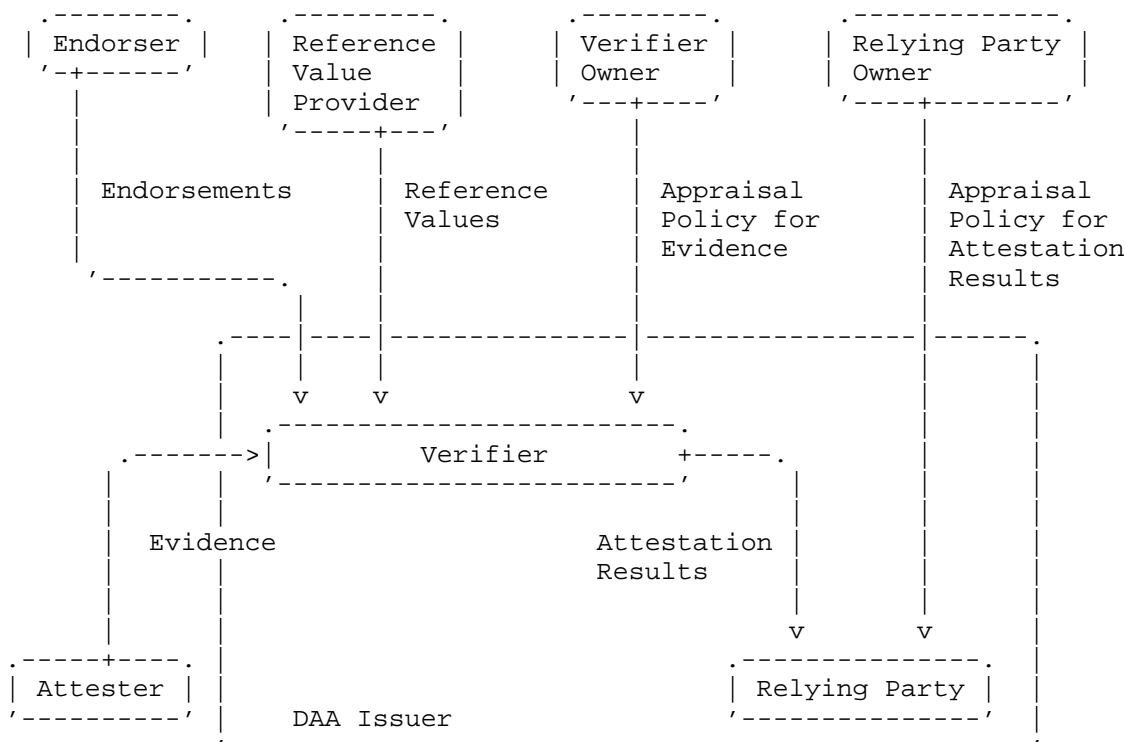 Endorser
Reference
Value
Provider
Verifier
Owner
Relying Party
Owner
Endorsements
Reference
Values
Appraisal
Policy for
Evidence
Appraisal
Policy for
Attestation
Results
v v v
Verifier
Evidence
Attestation
Results
v v
Attester
Relying Party
DAA Issuer